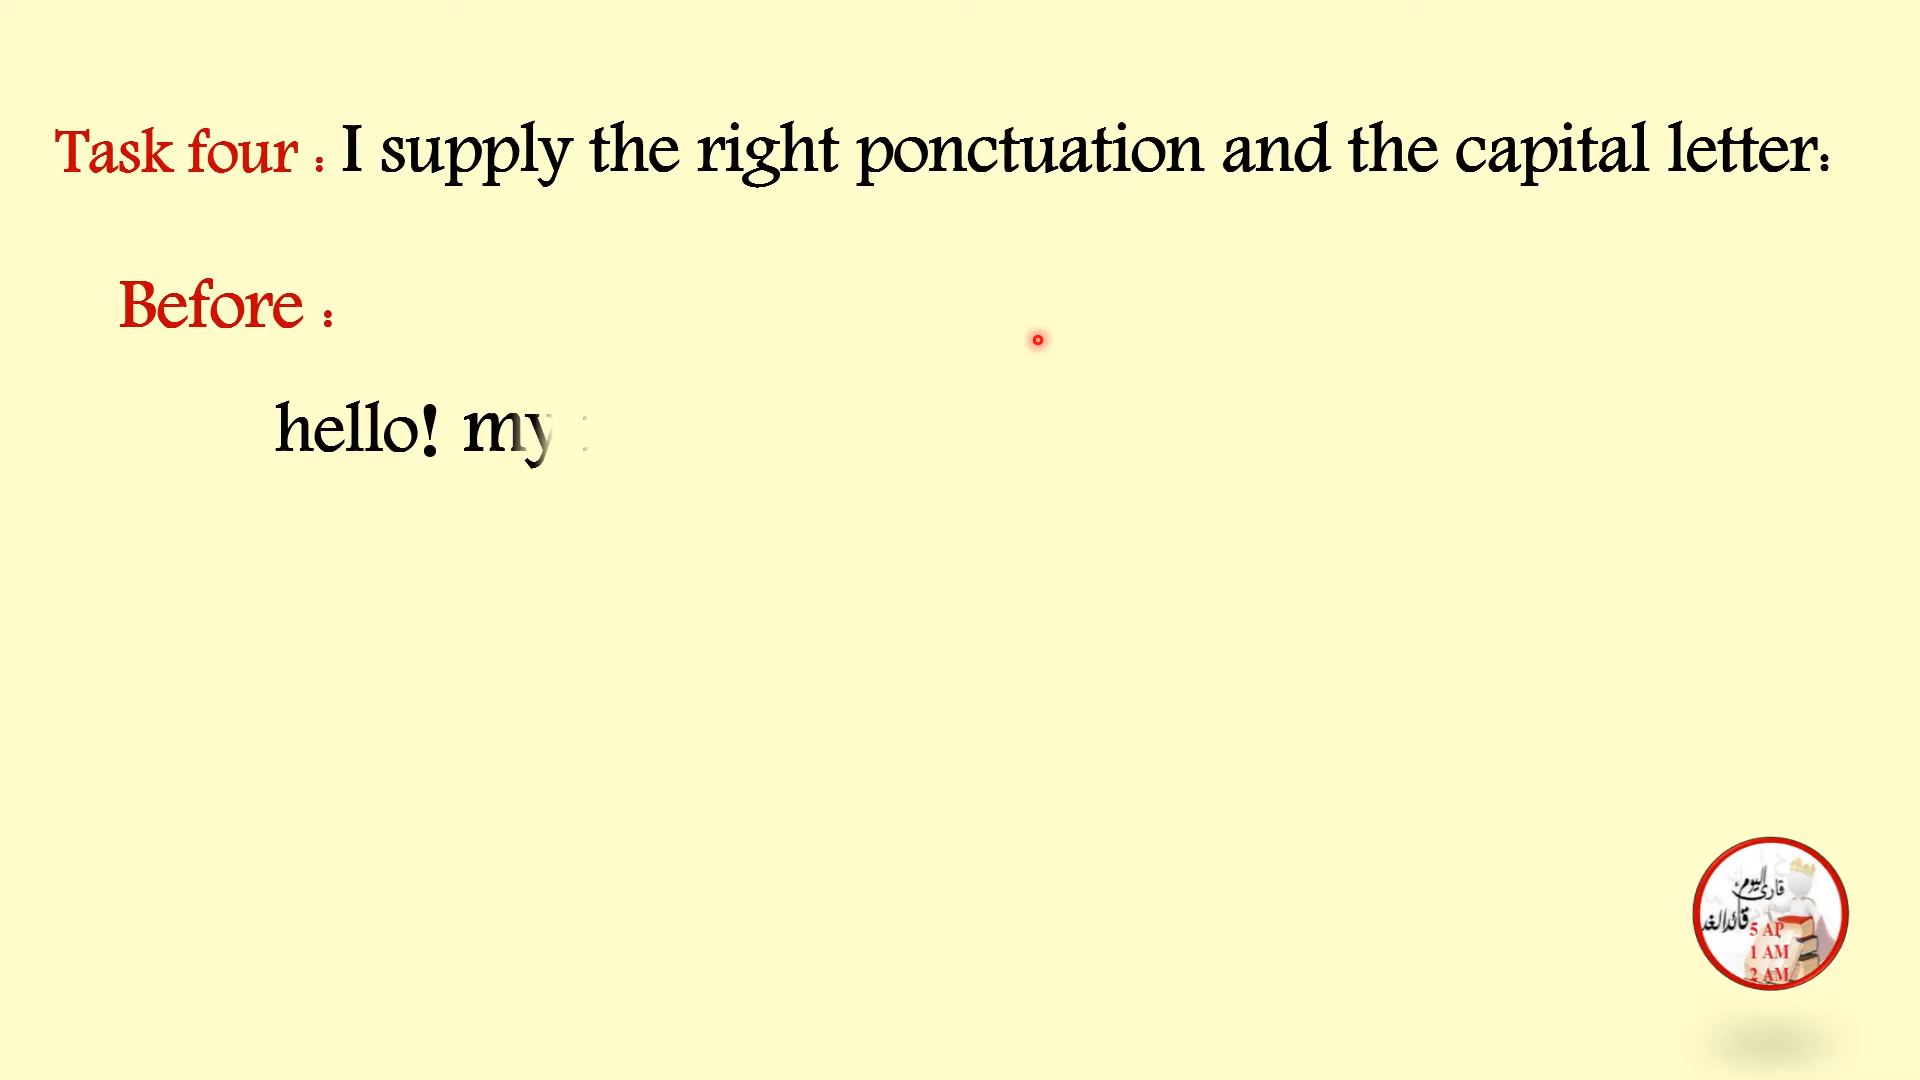 Task four : I supply the right ponctuation and the capital letter:
Before :
hello! my
قارئ اليوم
قائد الغد
5 AP
1 AM
2 AM